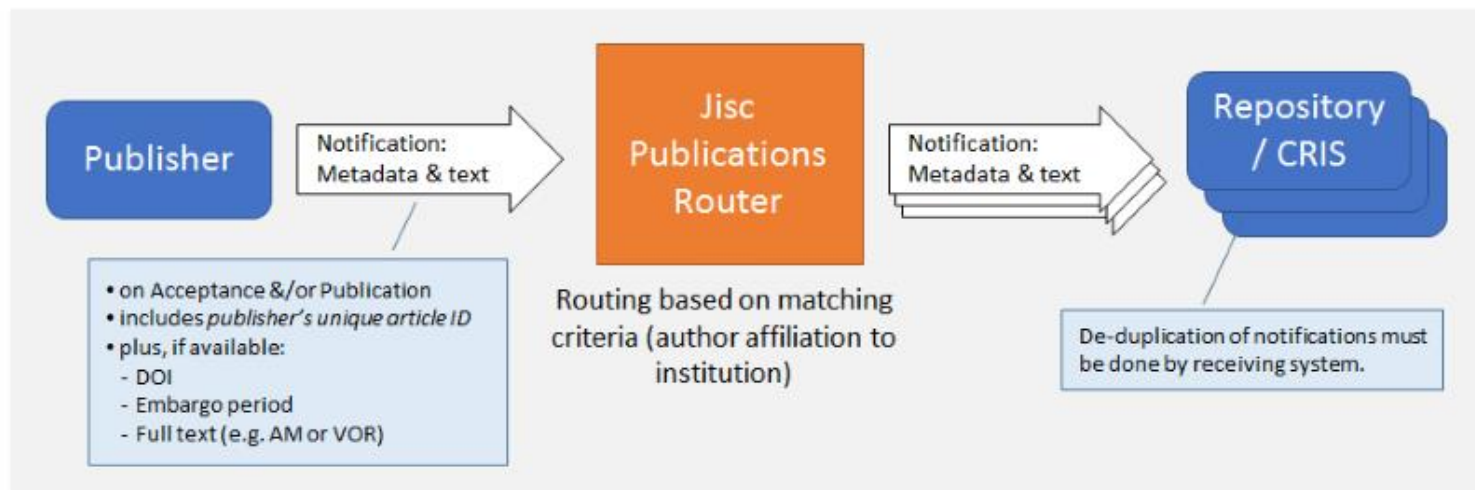 Publisher
Notification:
Metadata & text
Jisc
Publications
Router
Notification:
Metadata & text
Repository
/ CRIS
• on Acceptance &/or Publication
• includes publisher's unique article ID
• plus, if available:
- DOI
- Embargo period
- Full text (e.g. AM or VOR)
Routing based on matching
criteria (author affiliation to
institution)
De-duplication of notifications must
be done by receiving system.